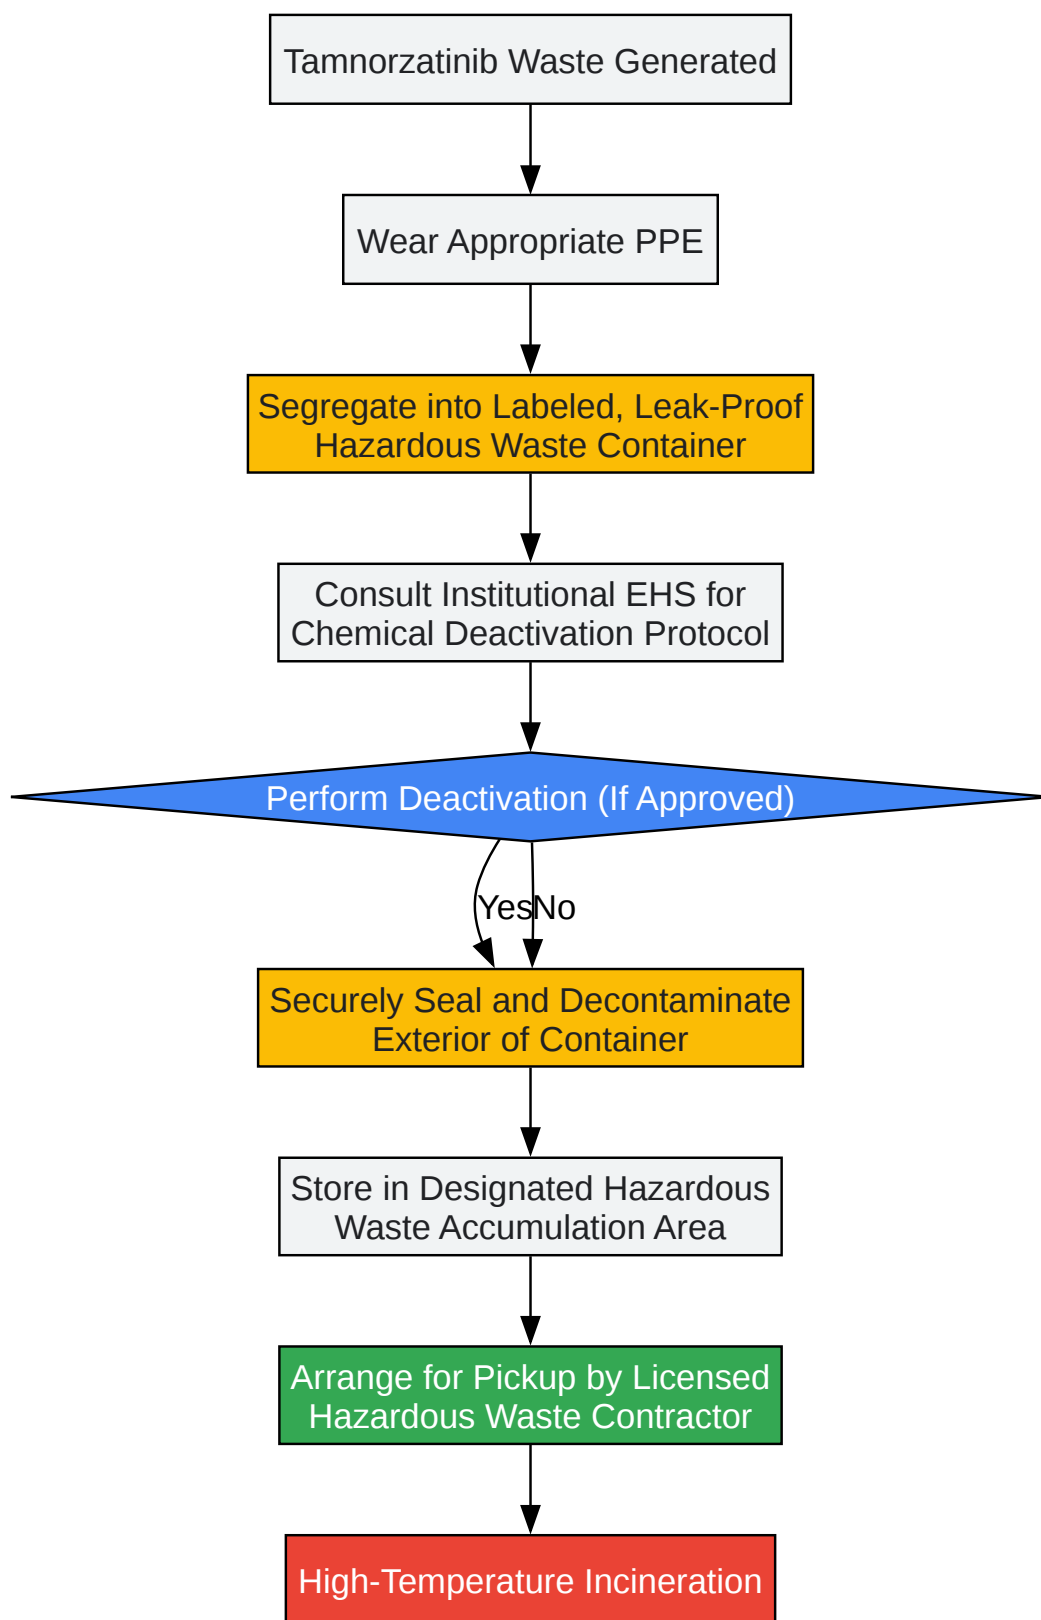 Tamnorzatinib Waste Generated
Wear Appropriate PPE
Segregate into Labeled, Leak-Proof
Hazardous Waste Container
Consult Institutional EHS for
Chemical Deactivation Protocol
Perform Deactivation (If Approved)
Yes
No
Securely Seal and Decontaminate
Exterior of Container
Store in Designated Hazardous
Waste Accumulation Area
Arrange for Pickup by Licensed
Hazardous Waste Contractor
High-Temperature Incineration